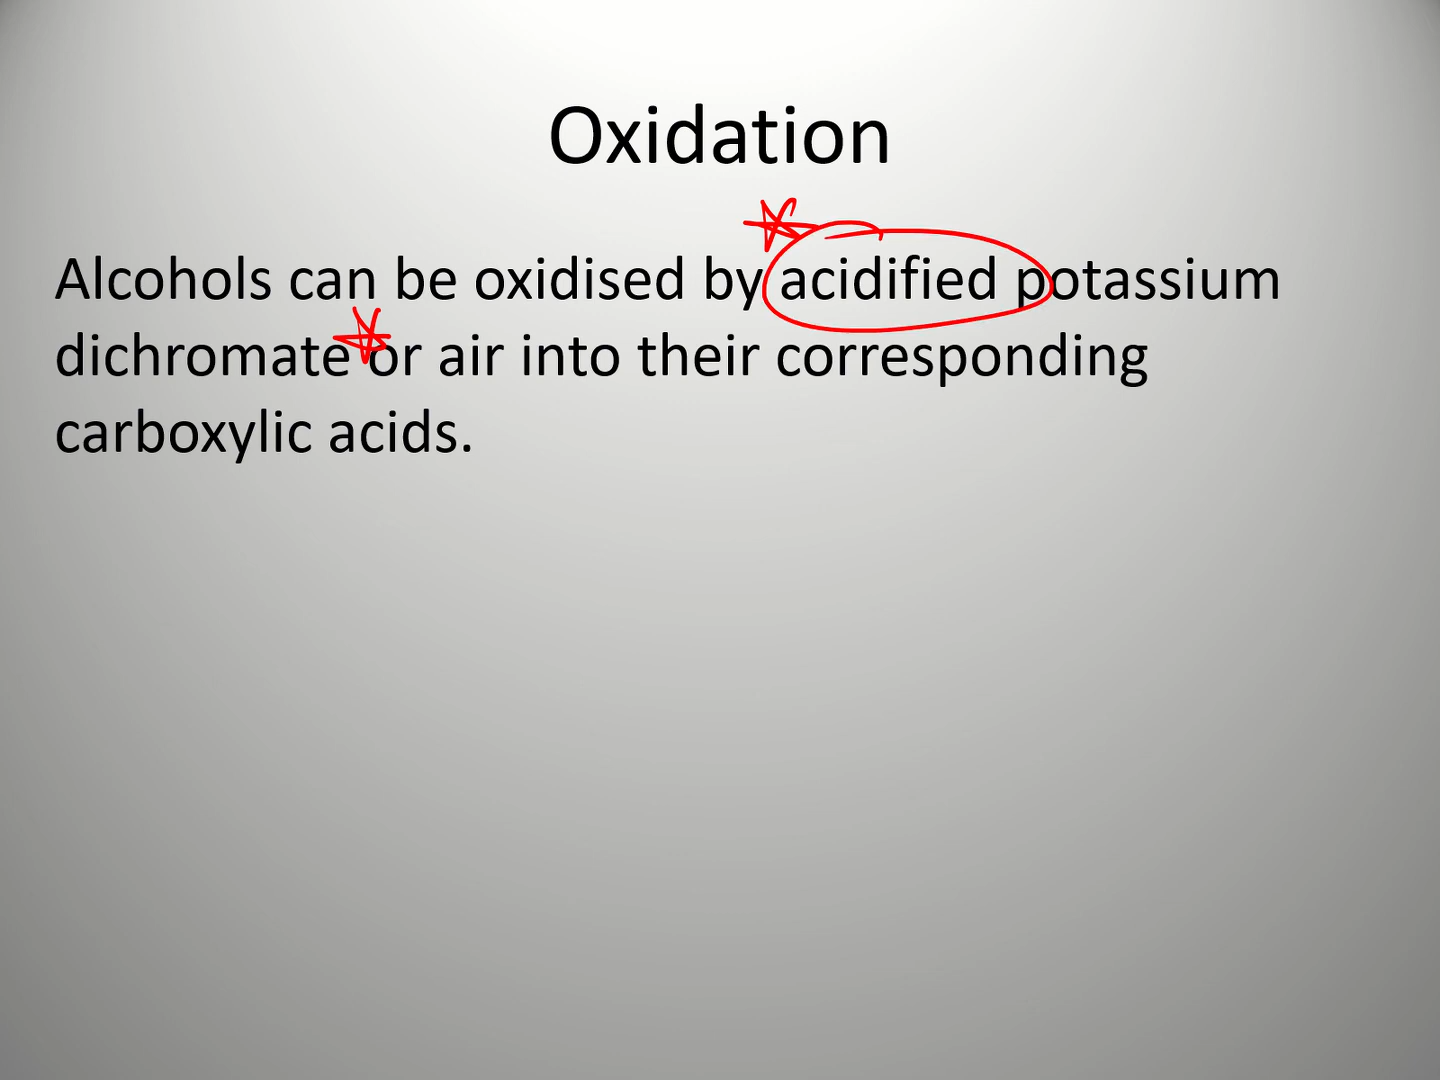 Oxidation
Alcohols can be oxidised by acidified potassium
dichromate or air into their corresponding
carboxylic acids.